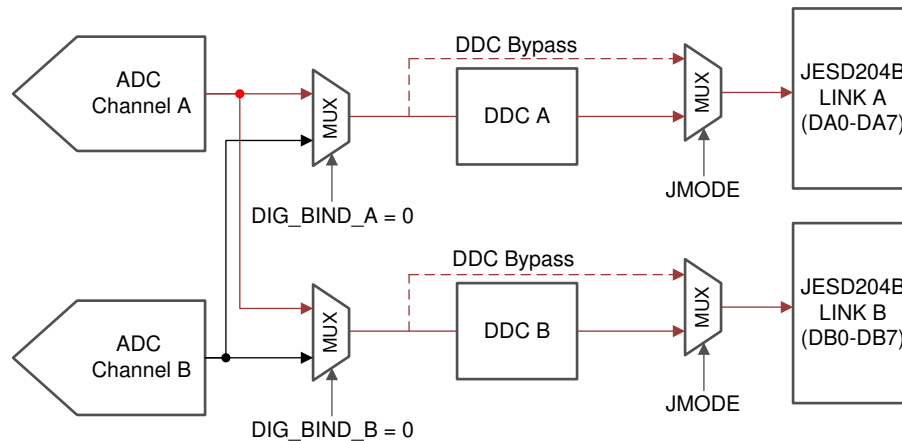 DDC Bypass
ADC
Channel A
MUX
DDC A
MUX
JESD204B
LINK A
(DA0-DA7)
JMODE
DIG_BIND_A = 0
DDC Bypass
ADC
Channel B
MUX
DDC B
MUX
JESD204B
LINK B
(DB0-DB7)
JMODE
DIG_BIND_B = 0